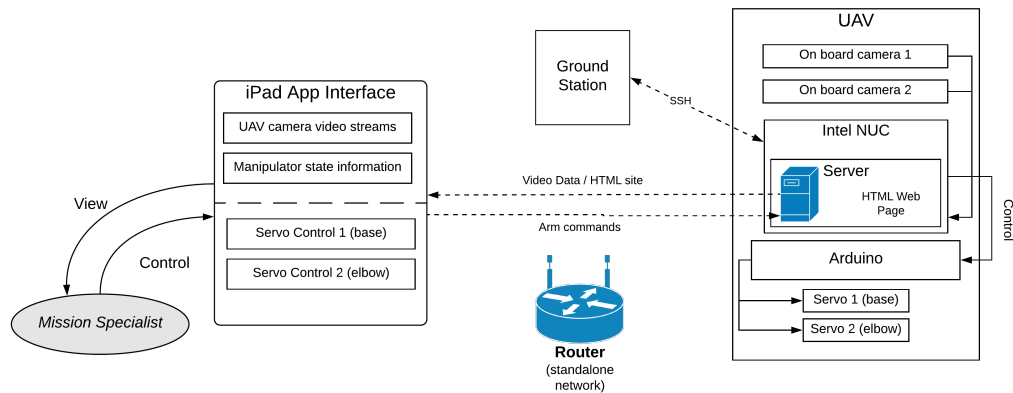 iPad App Interface
UAV camera video streams
Manipulator state information
Servo Control 1 (base)
Servo Control 2 (elbow)
View
Control
Mission Specialist
Ground
Station
SSH
Video Data / HTML site
Arm commands
Router
(standalone
network)
UAV
On board camera 1
On board camera 2
Intel NUC
Server
HTML Web
Page
Control
Arduino
Servo 1 (base)
Servo 2 (elbow)